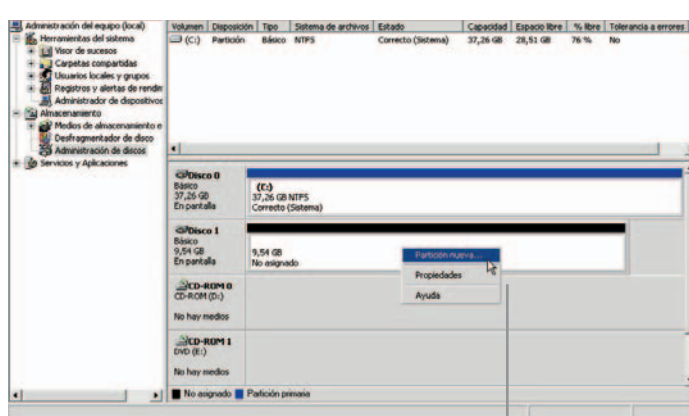 Administración del equipo (local)
Herramientas del sistema
Visor de sucesos
Carpetas compartidas
Usuarios locales y grupos
Registros y alertas de rendim
Administrador de dispositivos
Almacenamiento
Medios de almacenamiento e
Desfragmentador de disco
Administración de discos
Servicios y Aplicaciones
Volumen Disposición Tipo Sistema de archivos Estado Capacidad Espacio libre % libre Tolerancia a errores
(C:) Partición Básico NTFS Correcto (Sistema) 37,26 GB 28,51 GB 76 % No
Disco 0
Básico
37,26 GB
En pantalla
(C:)
37,26 GB NTFS
Correcto (Sistema)
Disco 1
Básico
9,54 GB
En pantalla
9,54 GB
No asignado
Partición nueva...
Propiedades
Ayuda
CD-ROM 0
CD-ROM (D:)
No hay medios
CD-ROM 1
DVD (E:)
No hay medios
No asignado Partición primaria